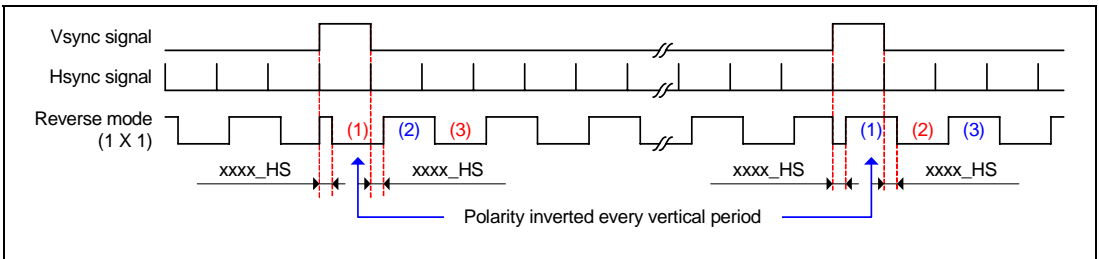 Vsync signal
Hsync signal
Reverse mode
(1 X 1)
(1) (2) (3) (1) (2) (3)
xxxx_HS xxxx_HS xxxx_HS xxxx_HS
Polarity inverted every vertical period